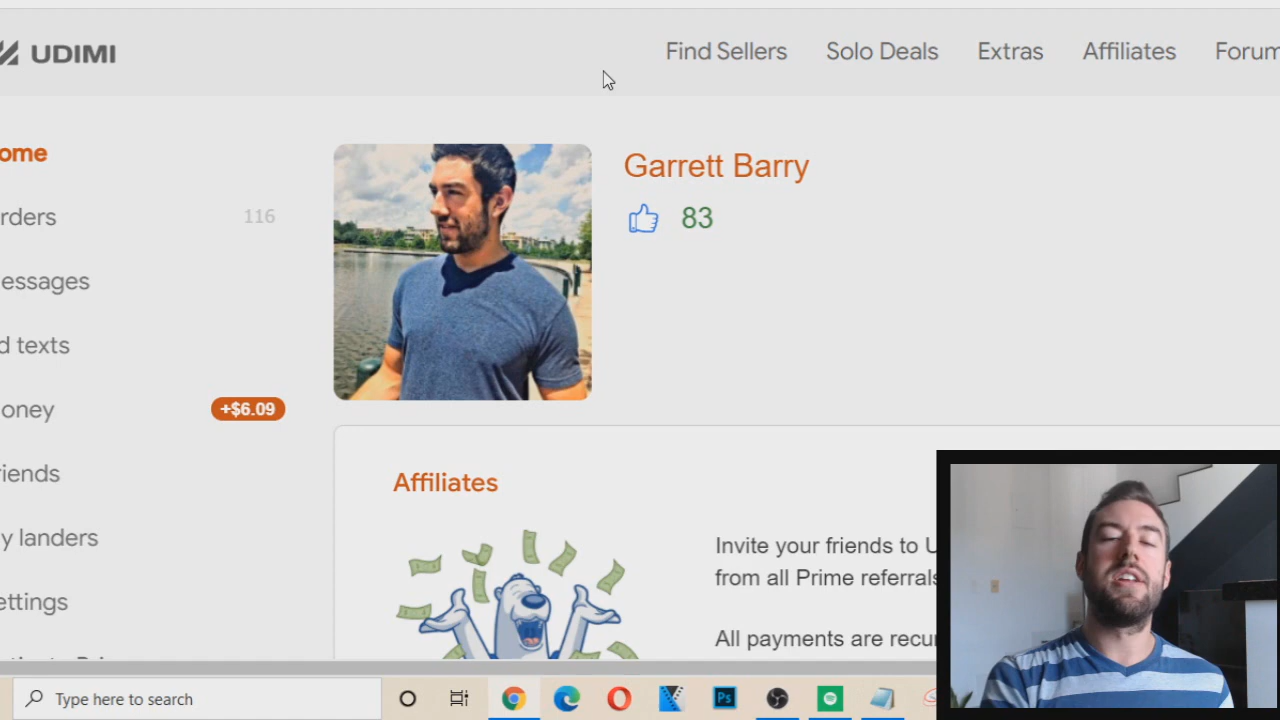 UDIMI
Find Sellers
Solo Deals
Extras
Affiliates
Forum
ome
rders
116
essages
d texts
oney
+$6.09
riends
y landers
ettings
Garrett Barry
83
Affiliates
Invite your friends to U
from all Prime referrals
All payments are recu
Type here to search
Ps